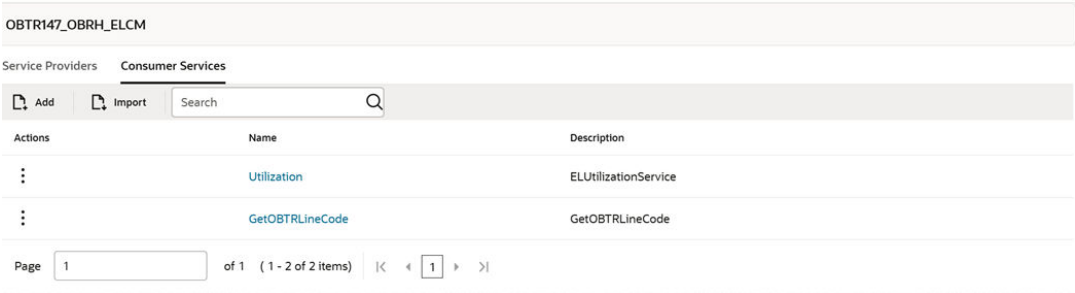 OBTR147_OBRH_ELCM
Service Providers Consumer Services
Add Import Search
Actions Name Description
Utilization ELUtilizationService
GetOBTRLineCode GetOBTRLineCode
Page 1 of 1 ( 1 - 2 of 2 items) 1